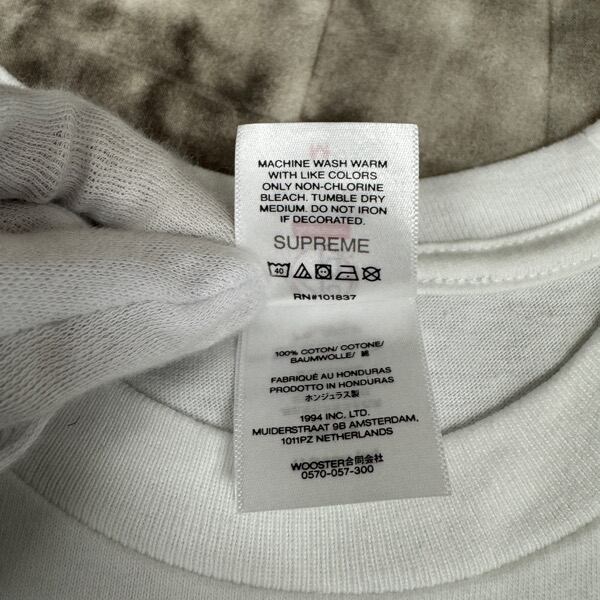 MACHINE WASH WARM
WITH LIKE COLORS
ONLY NON-CHLORINE
BLEACH. TUMBLE DRY
MEDIUM. DO NOT IRON
IF DECORATED.
SUPREME
40
RN#101837
100% COTON/ COTONE/
BAUMWOLLE/ 綿
FABRIQUÉ AU HONDURAS
PRODOTTO IN HONDURAS
ホンジュラス製
1994 INC. LTD.
MUIDERSTRAAT 9B AMSTERDAM,
1011PZ NETHERLANDS
WOOSTER合同会社
0570-057-300